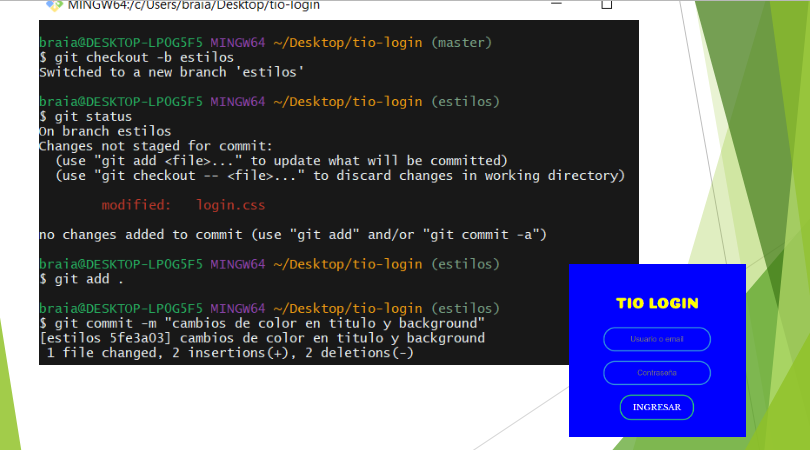 MINGW64:/c/Users/braia/Desktop/tio-login
braia@DESKTOP-LPOG5F5 MINGW64 ~/Desktop/tio-login (master)
$ git checkout -b estilos
Switched to a new branch 'estilos'
braia@DESKTOP-LPOG5F5 MINGW64 ~/Desktop/tio-login (estilos)
$ git status
On branch estilos
Changes not staged for commit:
(use "git add <file>..." to update what will be committed)
(use "git checkout -- <file>..." to discard changes in working directory)
modified: login.css
no changes added to commit (use "git add" and/or "git commit -a")
braia@DESKTOP-LPOG5F5 MINGW64 ~/Desktop/tio-login (estilos)
$ git add .
braia@DESKTOP-LPOG5F5 MINGW64 ~/Desktop/tio-login (estilos)
$ git commit -m "cambios de color en titulo y background"
[estilos 5fe3a03] cambios de color en titulo y background
1 file changed, 2 insertions(+), 2 deletions(-)
TIO LOGIN
Usuario o email
Contraseña
INGRESAR